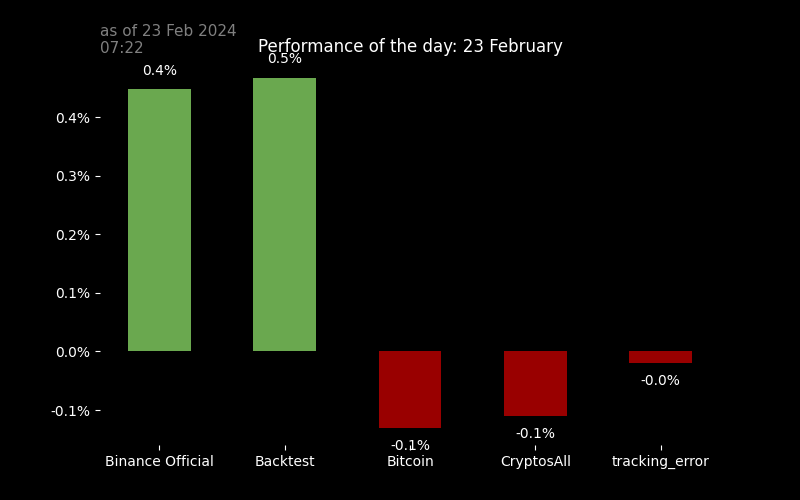 as of 23 Feb 2024
07:22
Performance of the day: 23 February
0.4%
0.5%
0.4%
0.3%
0.2%
0.1%
0.0%
-0.1%
-0.1%
-0.1%
-0.0%
Binance Official
Backtest
Bitcoin
CryptosAll
tracking_error